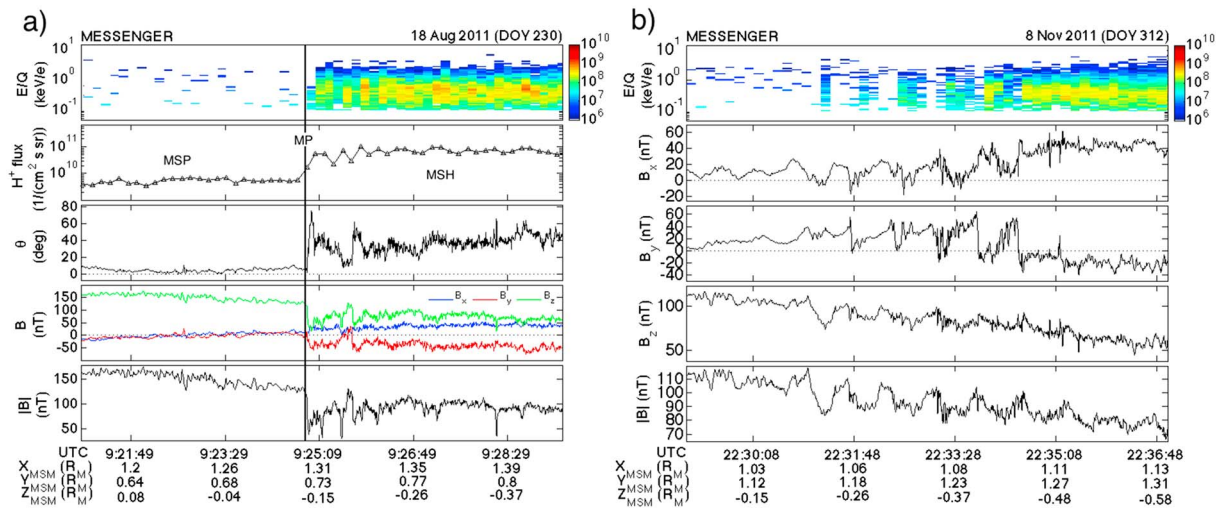 a)
MESSENGER 18 Aug 2011 (DOY 230)
E/Q (keV/e)
10^1
10^0
10^-1
10^10
10^9
10^8
10^7
10^6
H^+ flux (1/(cm^2 s sr))
10^11
10^10
10^9
MSP
MP
MSH
θ (deg)
80
60
40
20
0
B (nT)
150
100
50
0
-50
B_x B_y B_z
|B| (nT)
150
100
50
UTC 9:21:49 9:23:29 9:25:09 9:26:49 9:28:29
X_MSM (R_M) 1.2 1.26 1.31 1.35 1.39
Y_MSM (R_M) 0.64 0.68 0.73 0.77 0.8
Z_MSM (R_M) 0.08 -0.04 -0.15 -0.26 -0.37
b)
MESSENGER 8 Nov 2011 (DOY 312)
E/Q (keV/e)
10^1
10^0
10^-1
10^10
10^9
10^8
10^7
10^6
B_x (nT)
60
40
20
0
-20
B_y (nT)
60
40
20
0
-20
-40
B_z (nT)
100
50
|B| (nT)
110
100
90
80
70
UTC 22:30:08 22:31:48 22:33:28 22:35:08 22:36:48
X_MSM (R_M) 1.03 1.06 1.08 1.11 1.13
Y_MSM (R_M) 1.12 1.18 1.23 1.27 1.31
Z_MSM (R_M) -0.15 -0.26 -0.37 -0.48 -0.58